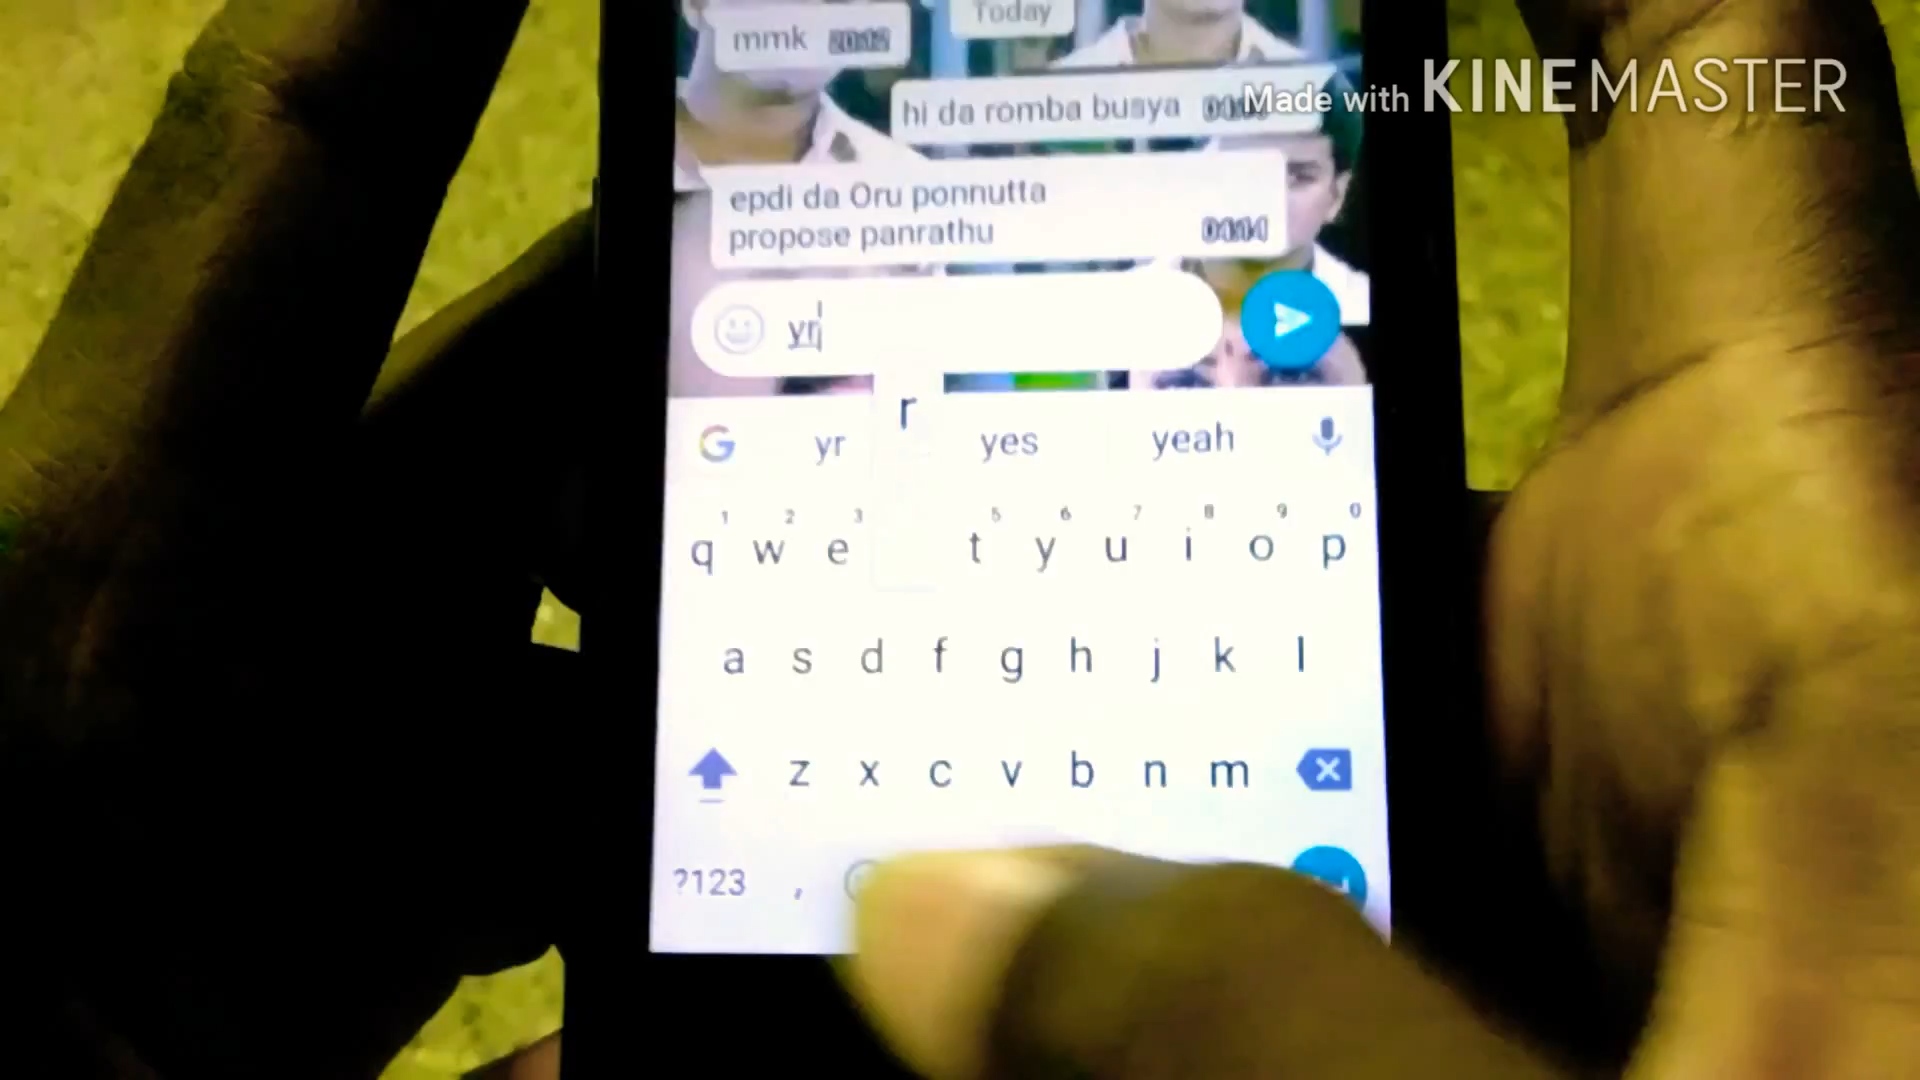 Today
mmk
hi da romba busya
Made with KINEMASTER
epdi da Oru ponnutta
propose panrathu
yr
r
G yr yes yeah
1 2 3 5 6 7 8 9 0
q w e t y u i o p
a s d f g h j k l
z x c v b n m
?123 ,